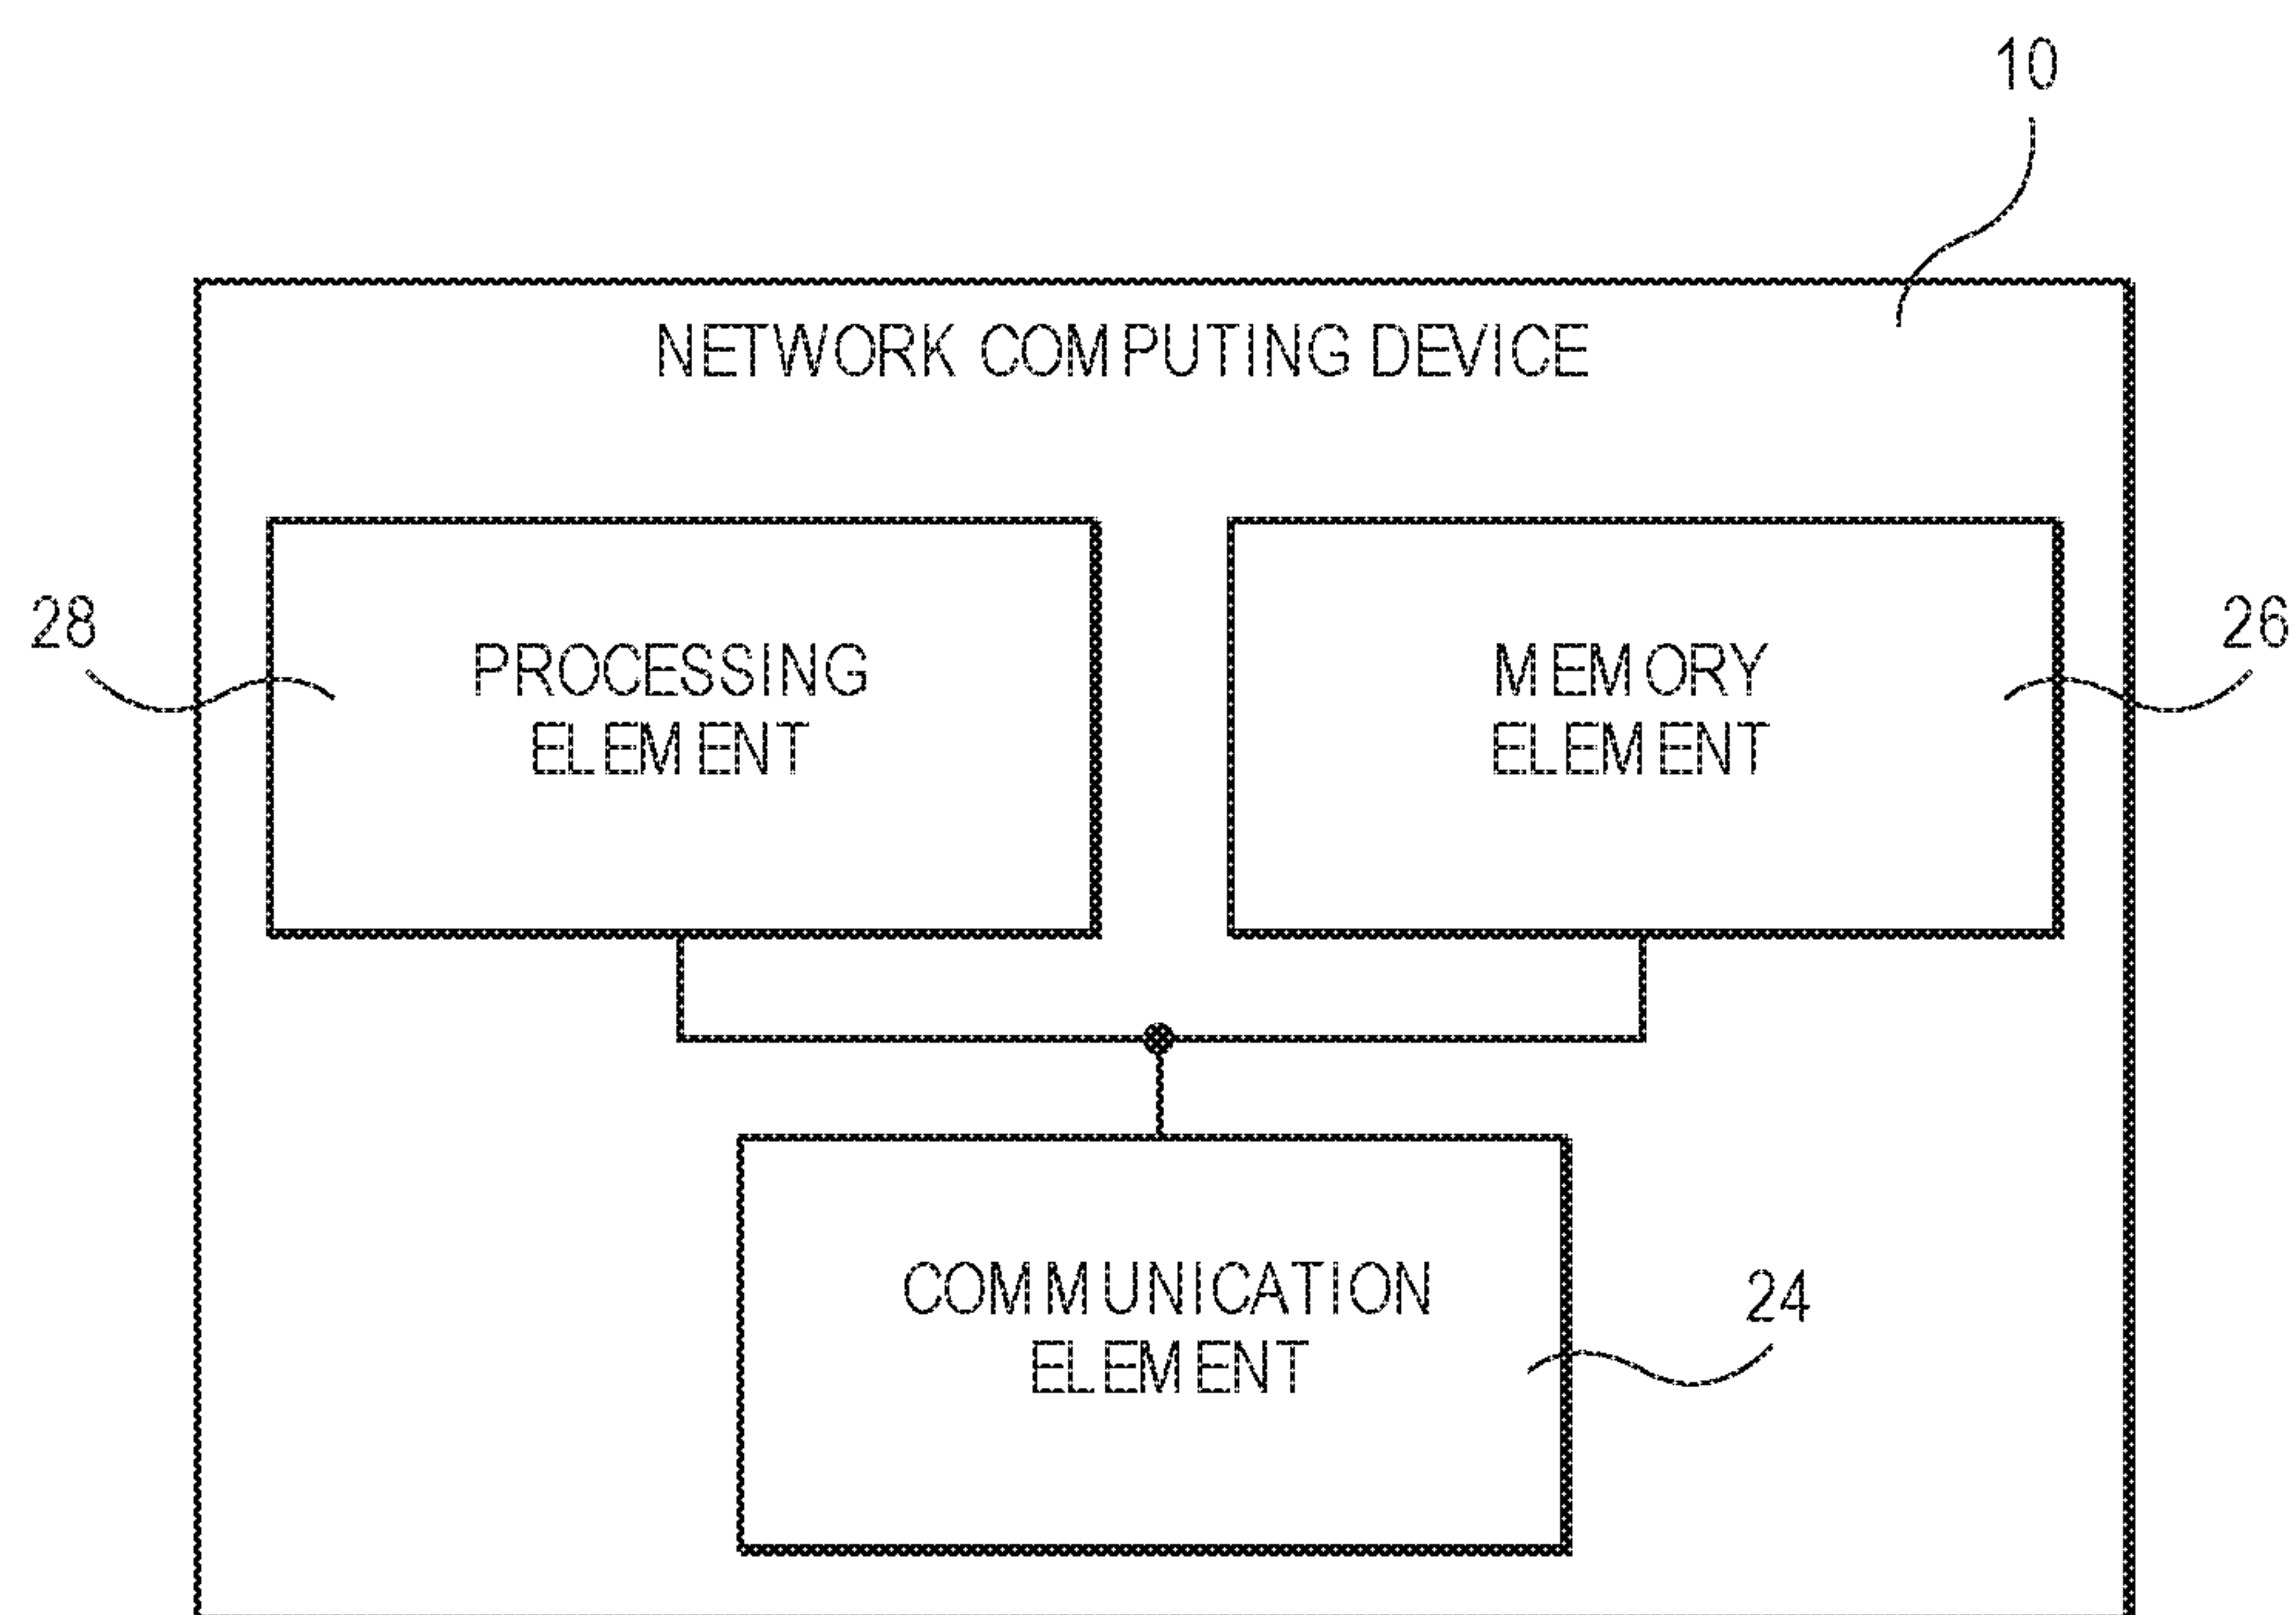 10
NETWORK COMPUTING DEVICE
28
PROCESSING
ELEMENT
MEMORY
ELEMENT
26
COMMUNICATION
ELEMENT
24